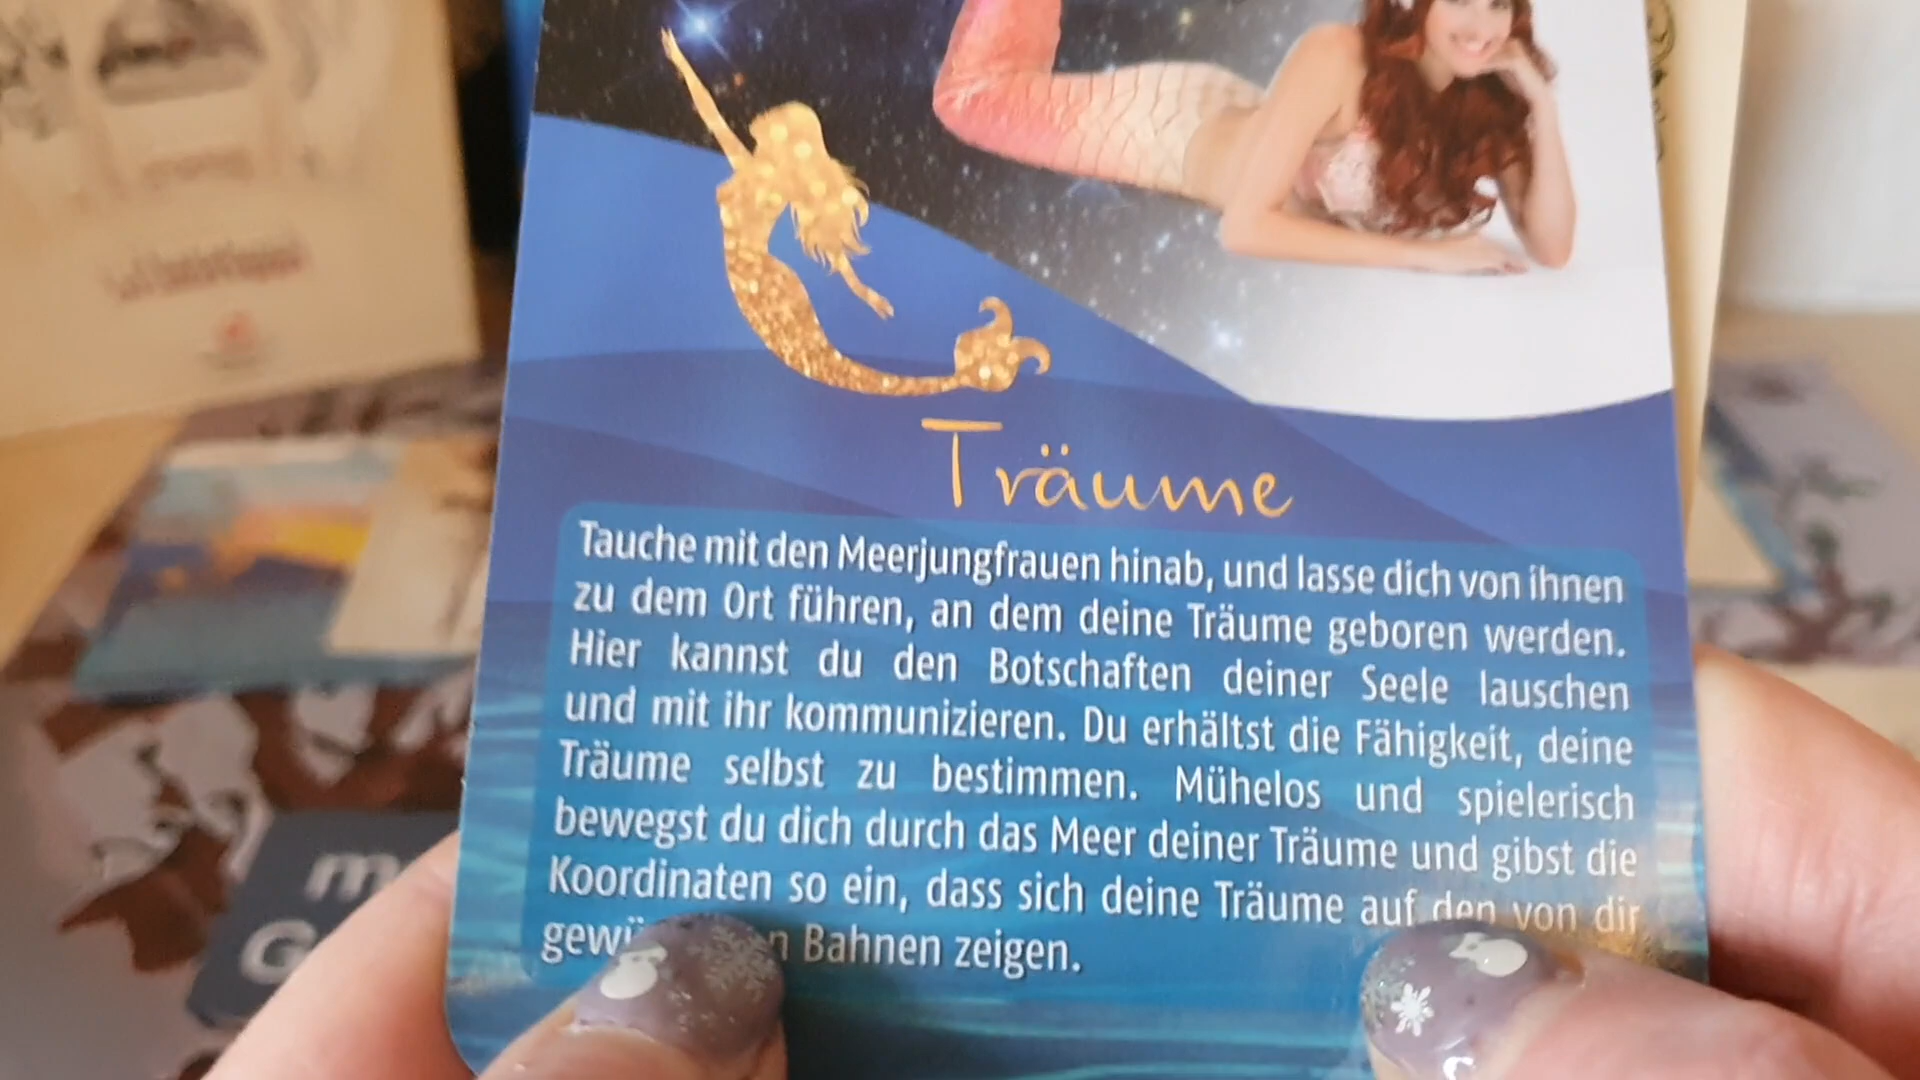 Träume
Tauche mit den Meerjungfrauen hinab, und lasse dich von ihnen
zu dem Ort führen, an dem deine Träume geboren werden.
Hier kannst du den Botschaften deiner Seele lauschen
und mit ihr kommunizieren. Du erhältst die Fähigkeit, deine
Träume selbst zu bestimmen. Mühelos und spielerisch
bewegst du dich durch das Meer deiner Träume und gibst die
Koordinaten so ein, dass sich deine Träume auf den von dir
Bahnen zeigen.